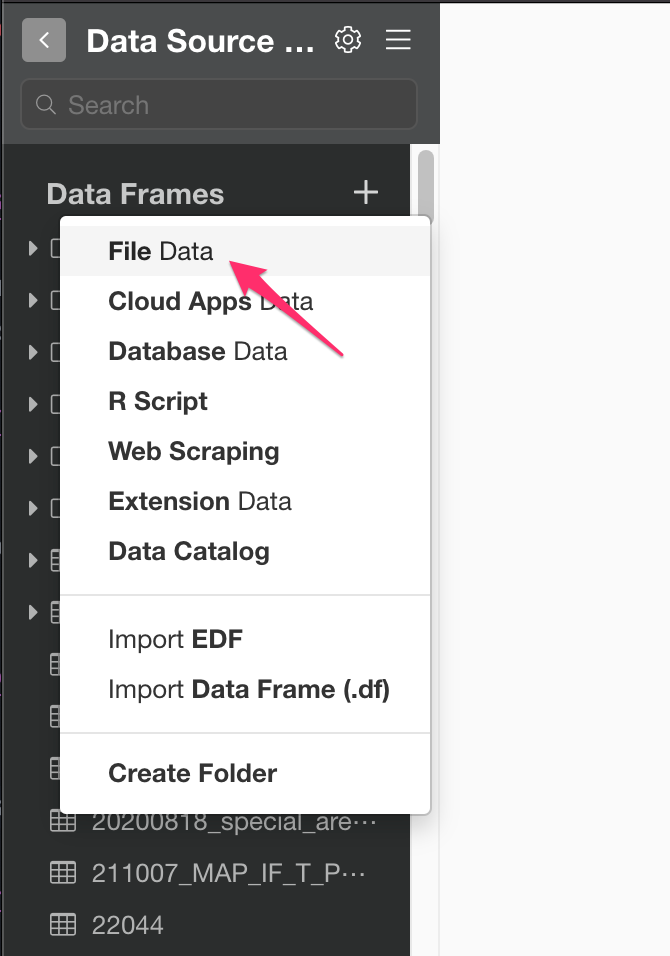 Data Source ...
Search
Data Frames
File Data
Cloud Apps Data
Database Data
R Script
Web Scraping
Extension Data
Data Catalog
Import EDF
Import Data Frame (.df)
Create Folder
20200818_special_are...
211007_MAP_IF_T_P...
22044